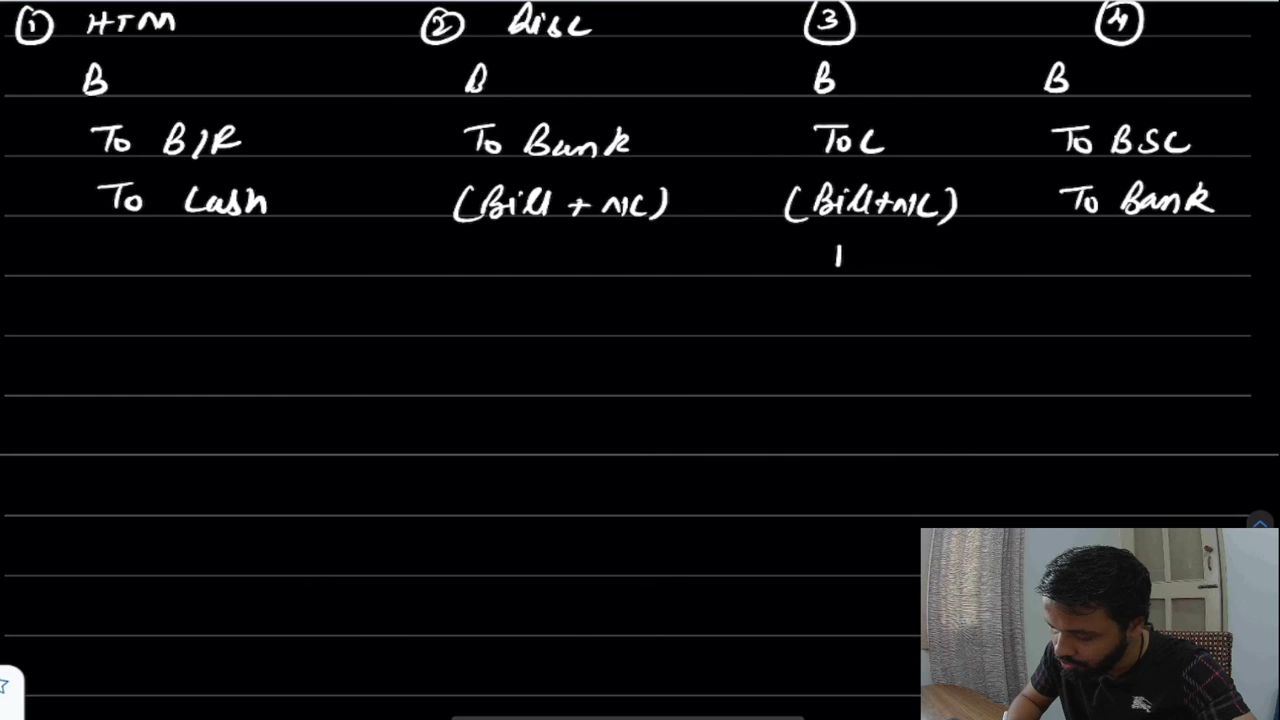 ① HTM ② Disc ③ ④
B B B B
To B/R To Bank To C To BSC
To Cash (Bill + N/C) (Bill+N/C) To Bank